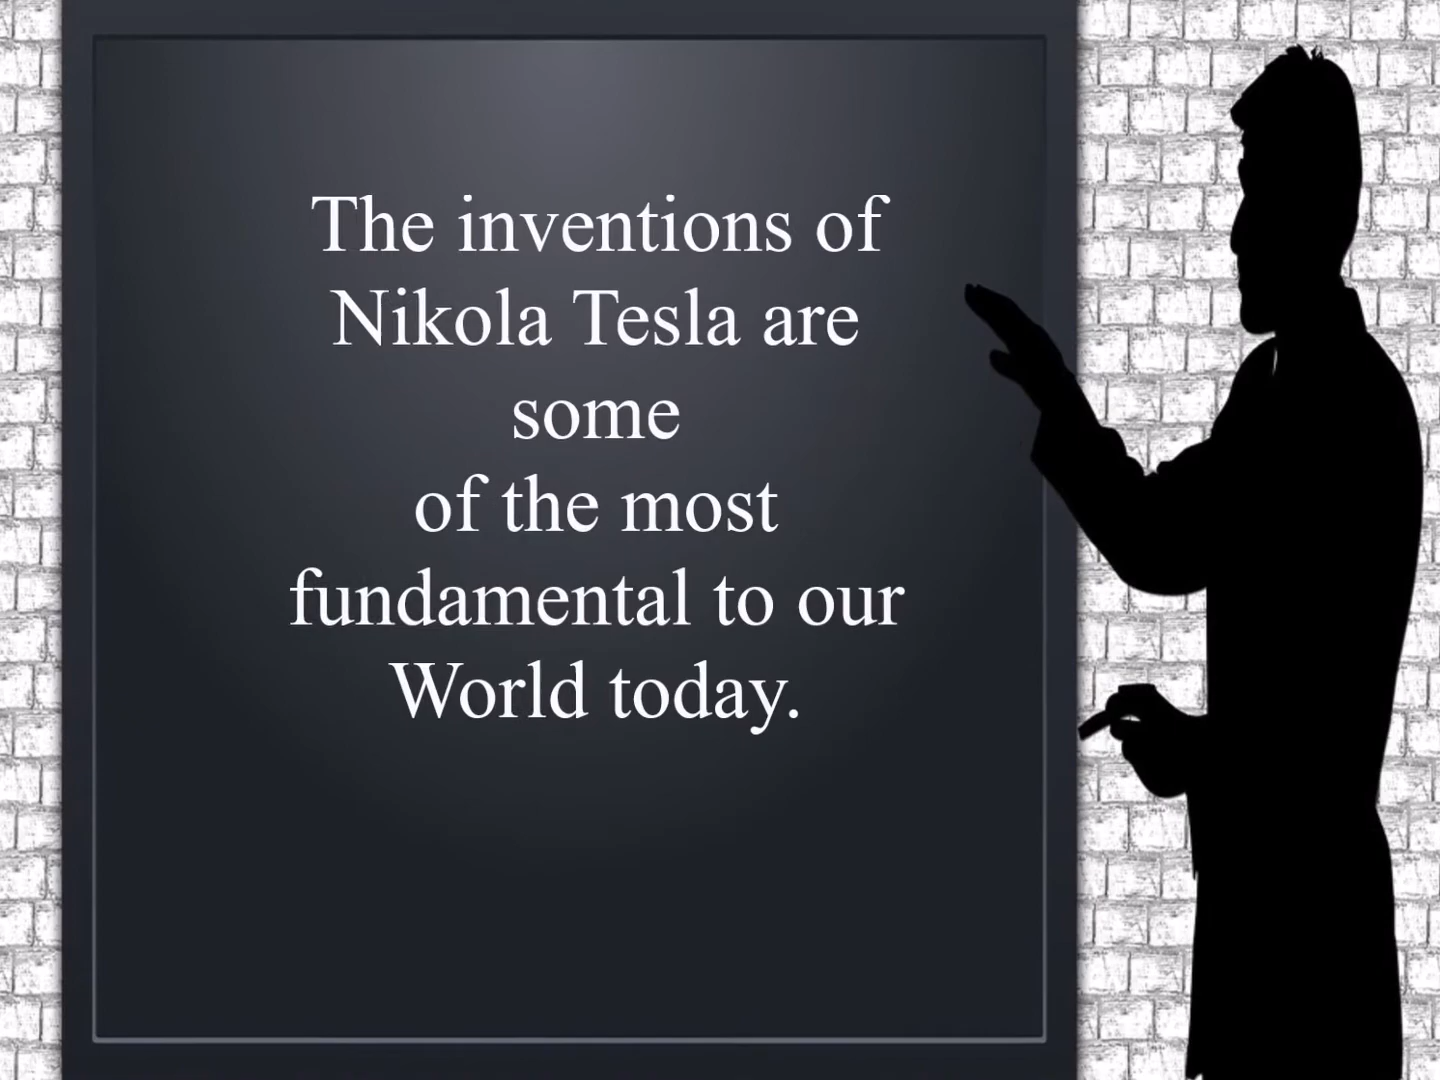 The inventions of
Nikola Tesla are
some
of the most
fundamental to our
World today.